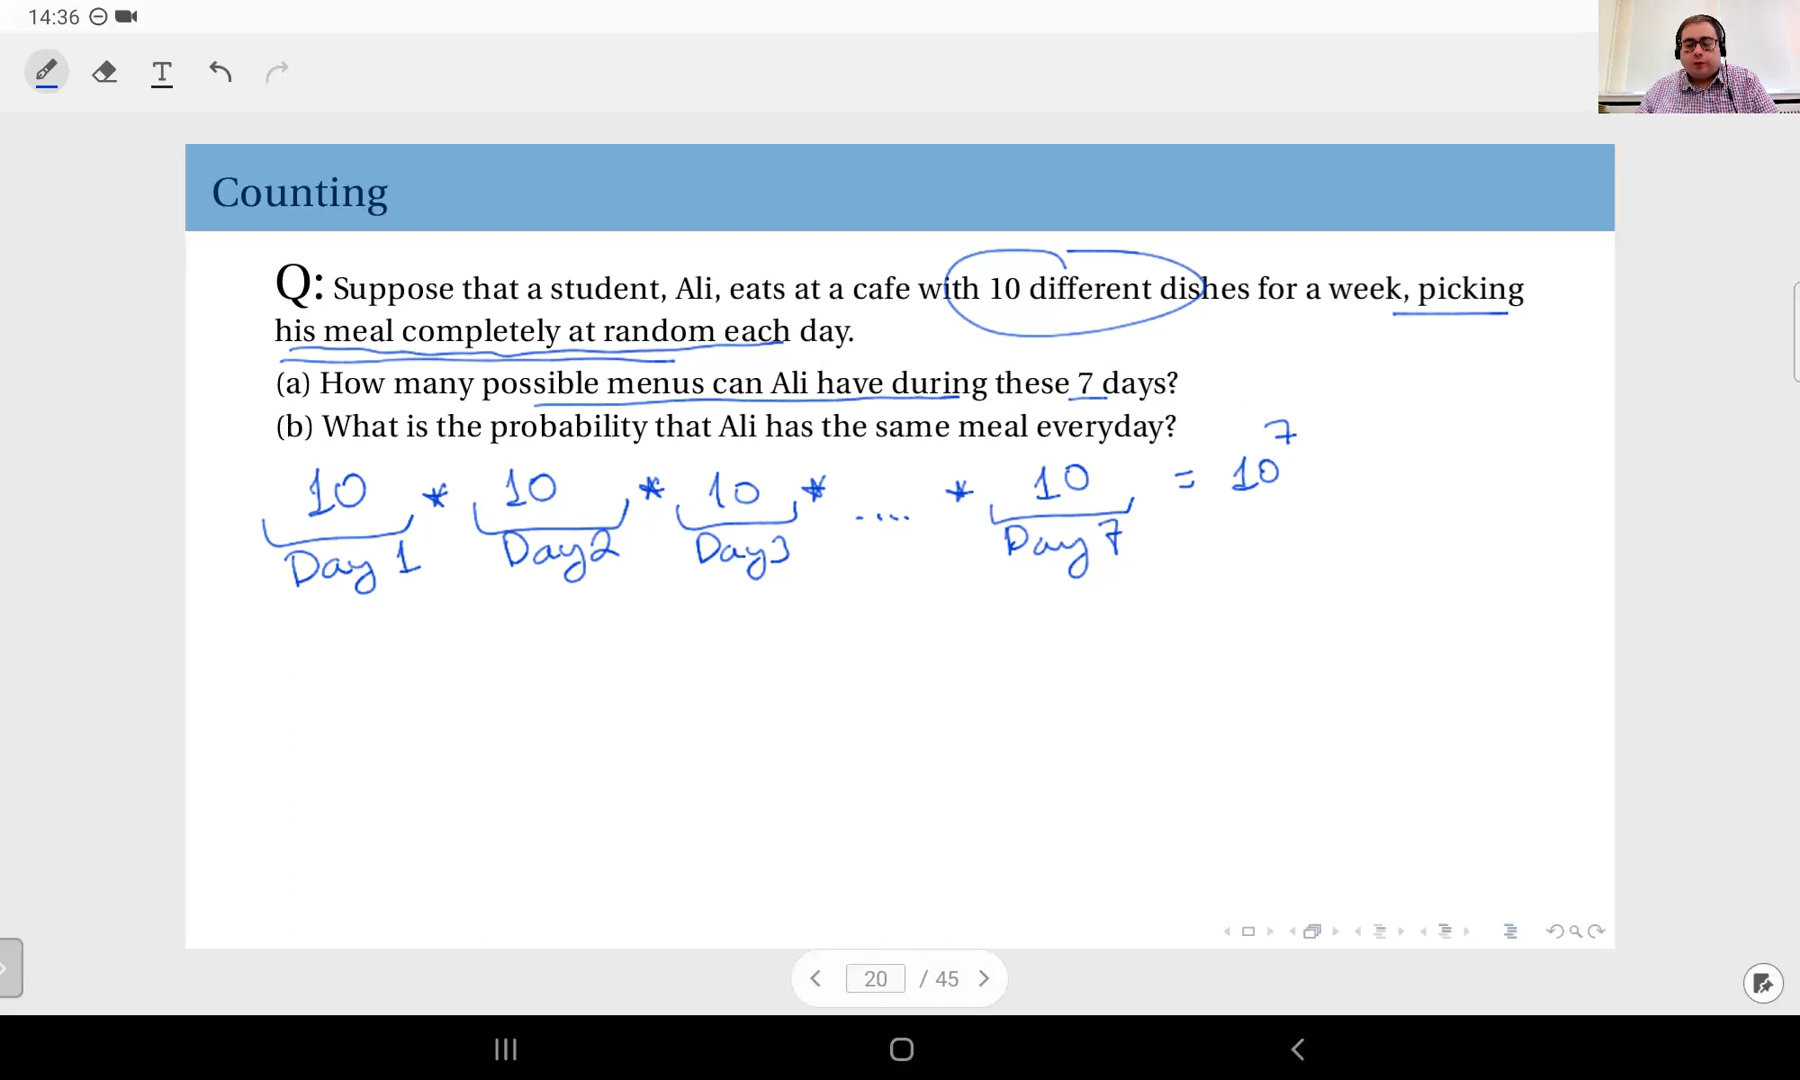 14:36
T
Counting
Q: Suppose that a student, Ali, eats at a cafe with 10 different dishes for a week, picking
his meal completely at random each day.
(a) How many possible menus can Ali have during these 7 days?
(b) What is the probability that Ali has the same meal everyday?
10 * 10 * 10 * .... * 10 = 10⁷
Day 1 Day2 Day3 Day 7
20 / 45